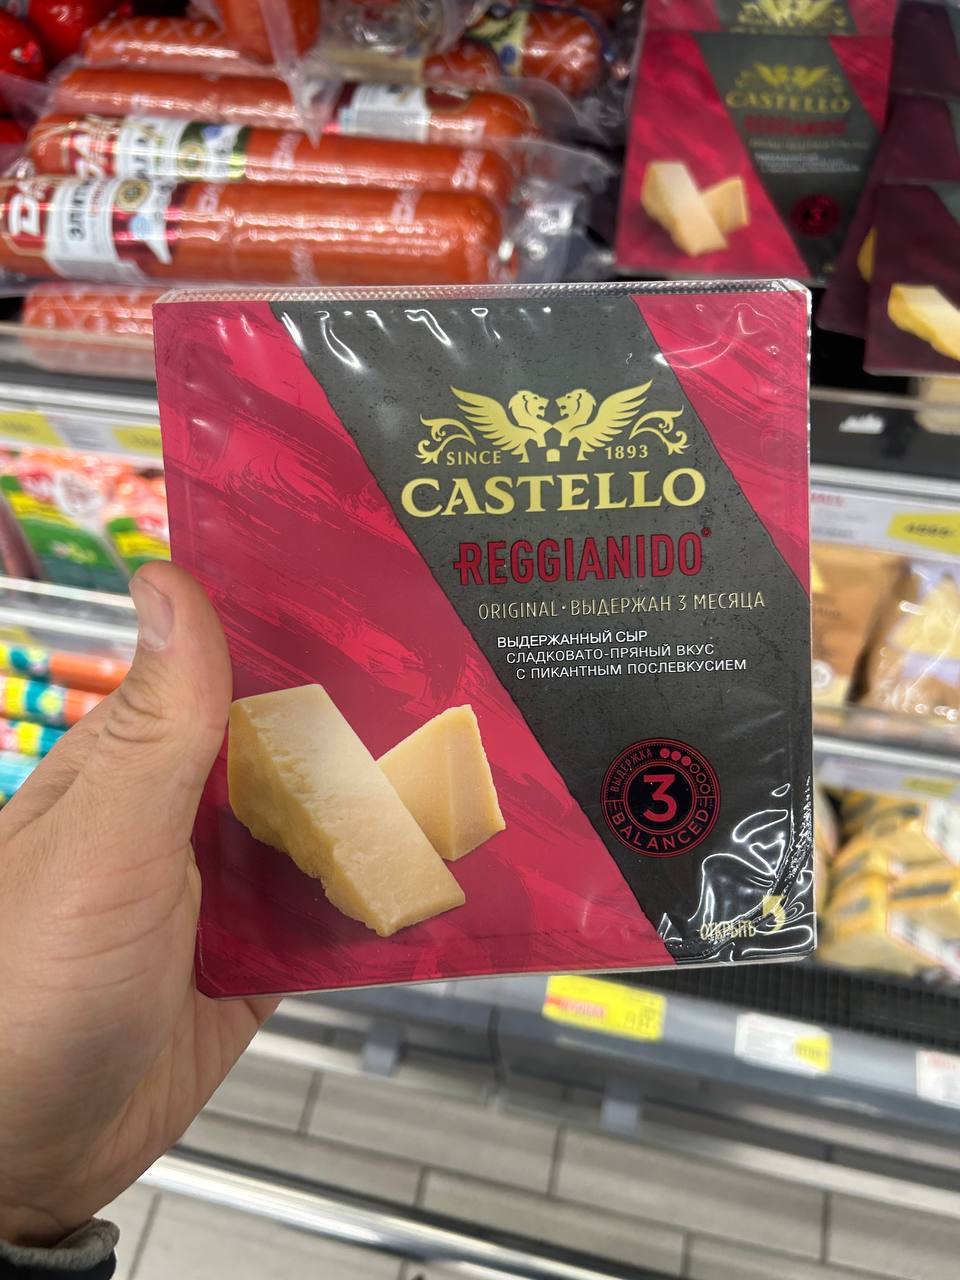 CASTELLO
SINCE 1893
CASTELLO
REGGIANIDO®
ORIGINAL · ВЫДЕРЖАН 3 МЕСЯЦА
ВЫДЕРЖАННЫЙ СЫР
СЛАДКОВАТО-ПРЯНЫЙ ВКУС
С ПИКАНТНЫМ ПОСЛЕВКУСИЕМ
ВЫДЕРЖКА
3
BALANCED
ОТКРЫТЬ